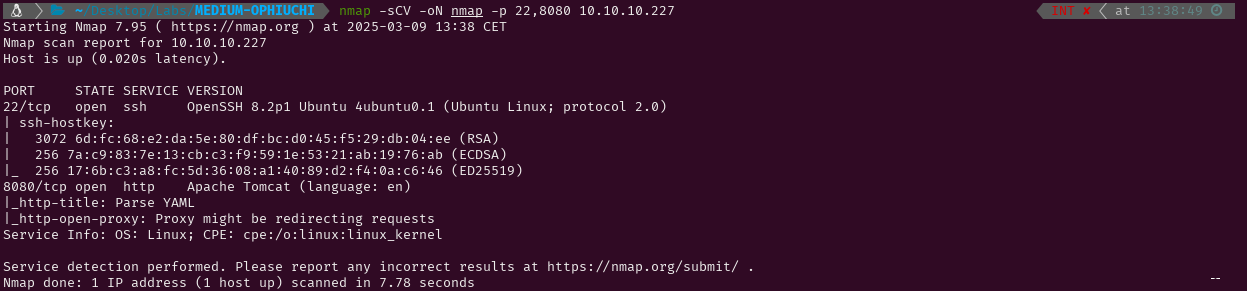 ~/Desktop/Labs/MEDIUM-OPHIUCHI nmap -sCV -oN nmap -p 22,8080 10.10.10.227 INT ✘ at 13:38:49
Starting Nmap 7.95 ( https://nmap.org ) at 2025-03-09 13:38 CET
Nmap scan report for 10.10.10.227
Host is up (0.020s latency).
PORT     STATE SERVICE VERSION
22/tcp   open  ssh     OpenSSH 8.2p1 Ubuntu 4ubuntu0.1 (Ubuntu Linux; protocol 2.0)
| ssh-hostkey:
|   3072 6d:fc:68:e2:da:5e:80:df:bc:d0:45:f5:29:db:04:ee (RSA)
|   256 7a:c9:83:7e:13:cb:c3:f9:59:1e:53:21:ab:19:76:ab (ECDSA)
|_  256 17:6b:c3:a8:fc:5d:36:08:a1:40:89:d2:f4:0a:c6:46 (ED25519)
8080/tcp open  http    Apache Tomcat (language: en)
|_http-title: Parse YAML
|_http-open-proxy: Proxy might be redirecting requests
Service Info: OS: Linux; CPE: cpe:/o:linux:linux_kernel
Service detection performed. Please report any incorrect results at https://nmap.org/submit/ .
Nmap done: 1 IP address (1 host up) scanned in 7.78 seconds